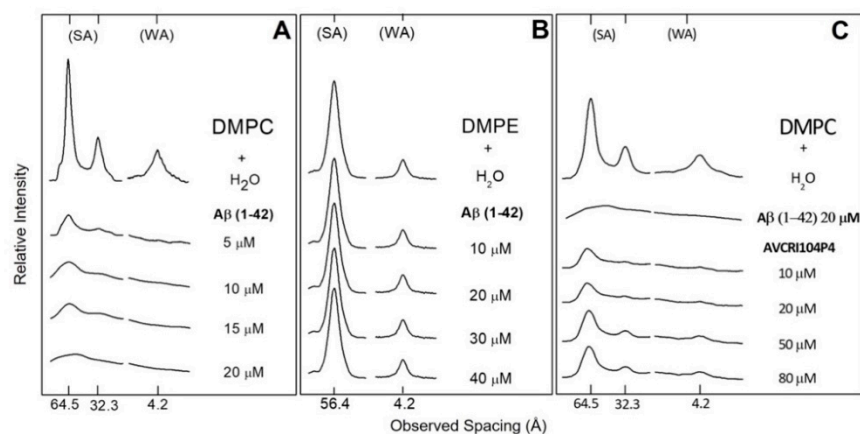 A
(SA) (WA)
DMPC
+
H2O
Aβ (1-42)
5 μM
10 μM
15 μM
20 μM
64.5 32.3 4.2
B
(SA) (WA)
DMPE
+
H2O
Aβ (1-42)
10 μM
20 μM
30 μM
40 μM
56.4 4.2
C
(SA) (WA)
DMPC
+
H2O
Aβ (1–42) 20 μM
AVCRI104P4
10 μM
20 μM
50 μM
80 μM
64.5 32.3 4.2
Relative Intensity
Observed Spacing (Å)